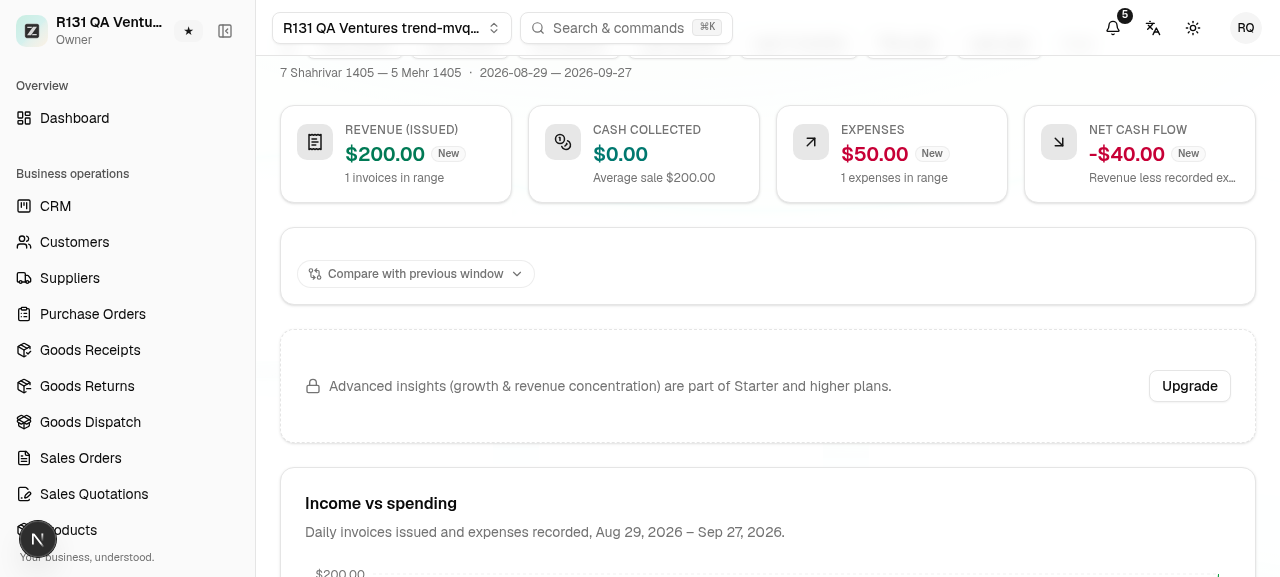 R131 QA Ventu...
Owner
Overview
Dashboard
Business operations
CRM
Customers
Suppliers
Purchase Orders
Goods Receipts
Goods Returns
Goods Dispatch
Sales Orders
Sales Quotations
oducts
Your business, understood.
R131 QA Ventures trend-mvq...
Search & commands ⌘K
5
RQ
7 Shahrivar 1405 — 5 Mehr 1405 · 2026-08-29 — 2026-09-27
REVENUE (ISSUED)
$200.00 New
1 invoices in range
CASH COLLECTED
$0.00
Average sale $200.00
EXPENSES
$50.00 New
1 expenses in range
NET CASH FLOW
-$40.00 New
Revenue less recorded ex...
Compare with previous window
Advanced insights (growth & revenue concentration) are part of Starter and higher plans.
Upgrade
Income vs spending
Daily invoices issued and expenses recorded, Aug 29, 2026 – Sep 27, 2026.
$200.00